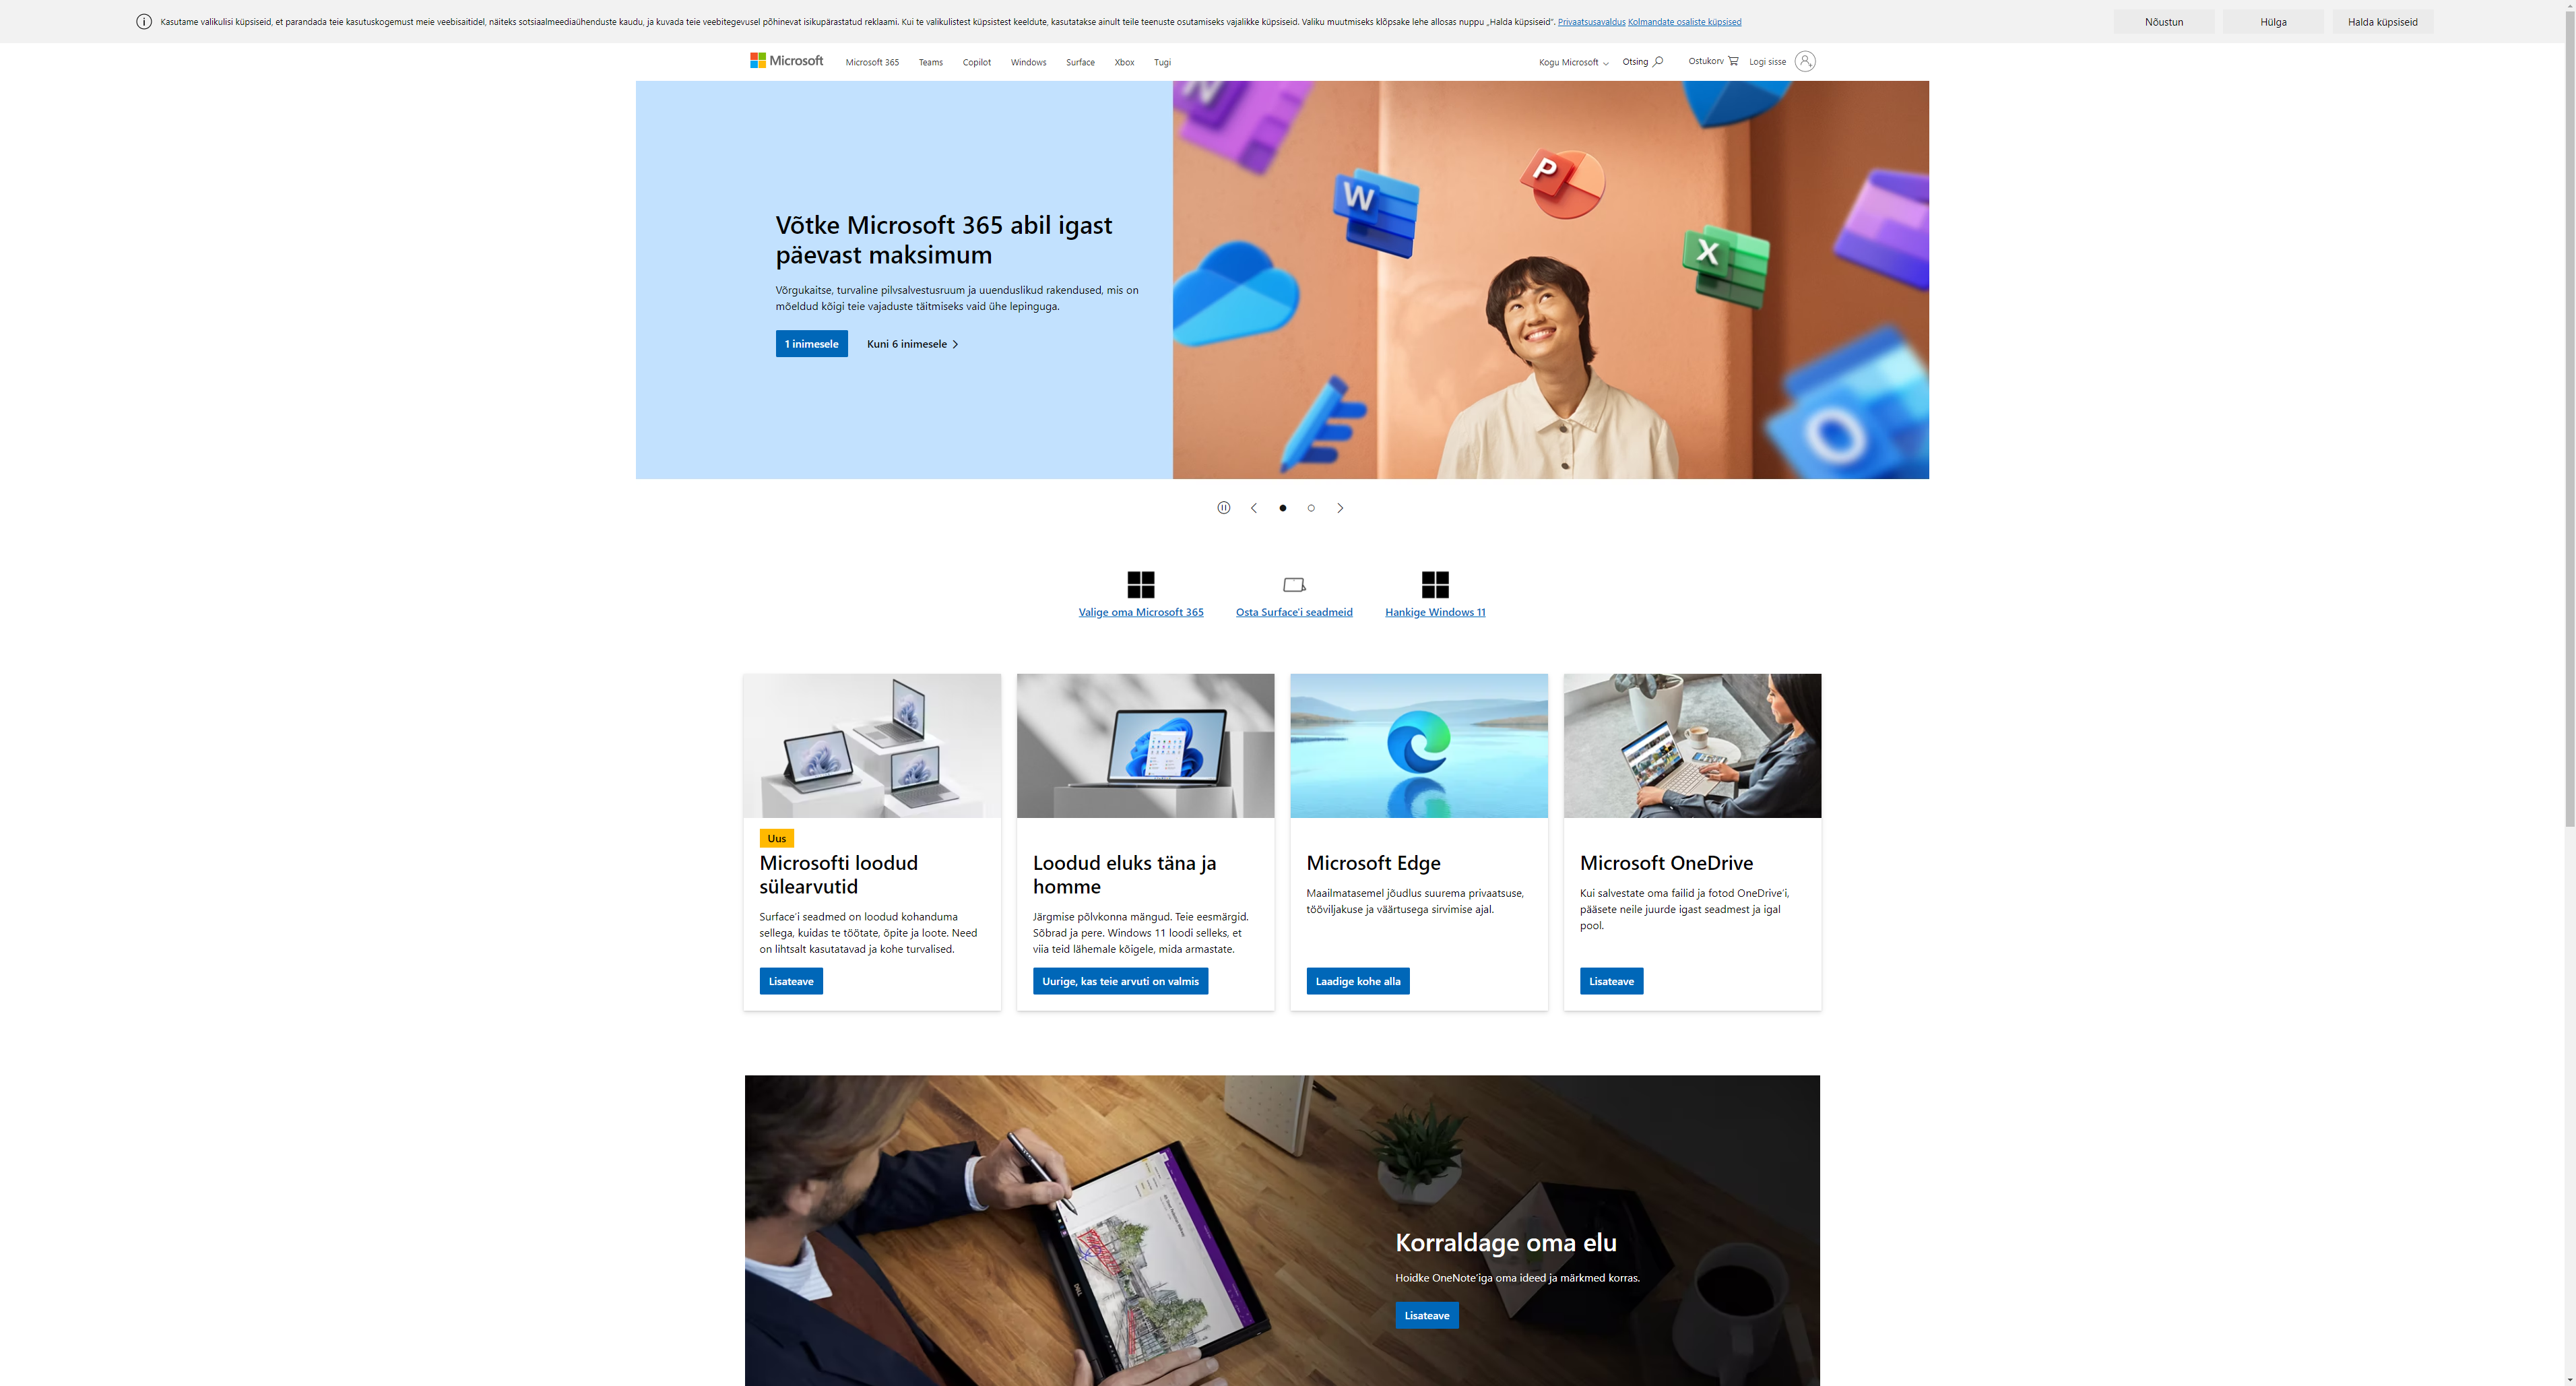 Kasutame valikulisi küpsiseid, et parandada teie kasutuskogemust meie veebisaitidel, näiteks sotsiaalmeediaühenduste kaudu, ja kuvada teie veebitegevusel põhinevat isikupärastatud reklaami. Kui te valikulistest küpsistest keeldute, kasutatakse ainult teile teenuste osutamiseks vajalikke küpsiseid. Valiku muutmiseks klõpsake lehe allosas nuppu „Halda küpsiseid“. Privaatsusavaldus Kolmandate osaliste küpsised
Nõustun
Hülga
Halda küpsiseid
Microsoft
Microsoft 365
Teams
Copilot
Windows
Surface
Xbox
Tugi
Kogu Microsoft
Otsing
Ostukorv
Logi sisse
Võtke Microsoft 365 abil igast
päevast maksimum
Võrgukaitse, turvaline pilvsalvestusruum ja uuenduslikud rakendused, mis on
mõeldud kõigi teie vajaduste täitmiseks vaid ühe lepinguga.
1 inimesele
Kuni 6 inimesele
N
W
P
X
O
Valige oma Microsoft 365
Osta Surface'i seadmeid
Hankige Windows 11
Uus
Microsofti loodud
sülearvutid
Surface'i seadmed on loodud kohanduma
sellega, kuidas te töötate, õpite ja loote. Need
on lihtsalt kasutatavad ja kohe turvalised.
Lisateave
Loodud eluks täna ja
homme
Järgmise põlvkonna mängud. Teie eesmärgid.
Sõbrad ja pere. Windows 11 loodi selleks, et
viia teid lähemale kõigele, mida armastate.
Uurige, kas teie arvuti on valmis
Microsoft Edge
Maailmatasemel jõudlus suurema privaatsuse,
tööviljakuse ja väärtusega sirvimise ajal.
Laadige kohe alla
Microsoft OneDrive
Kui salvestate oma failid ja fotod OneDrive'i,
pääsete neile juurde igast seadmest ja igal
pool.
Lisateave
DELL
Korraldage oma elu
Hoidke OneNote'iga oma ideed ja märkmed korras.
Lisateave